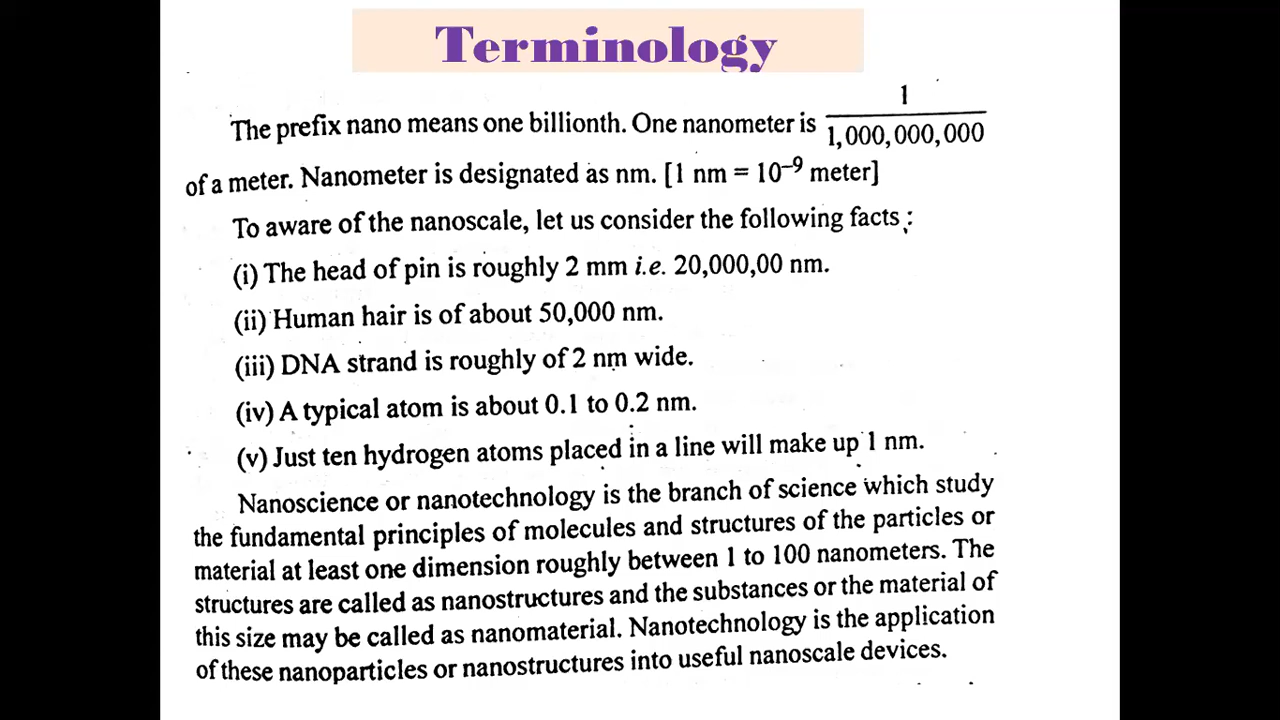 Terminology
The prefix nano means one billionth. One nanometer is 1/1,000,000,000
of a meter. Nanometer is designated as nm. [1 nm = 10⁻⁹ meter]
To aware of the nanoscale, let us consider the following facts :
(i) The head of pin is roughly 2 mm i.e. 20,000,00 nm.
(ii) Human hair is of about 50,000 nm.
(iii) DNA strand is roughly of 2 nm wide.
(iv) A typical atom is about 0.1 to 0.2 nm.
(v) Just ten hydrogen atoms placed in a line will make up 1 nm.
Nanoscience or nanotechnology is the branch of science which study
the fundamental principles of molecules and structures of the particles or
material at least one dimension roughly between 1 to 100 nanometers. The
structures are called as nanostructures and the substances or the material of
this size may be called as nanomaterial. Nanotechnology is the application
of these nanoparticles or nanostructures into useful nanoscale devices.